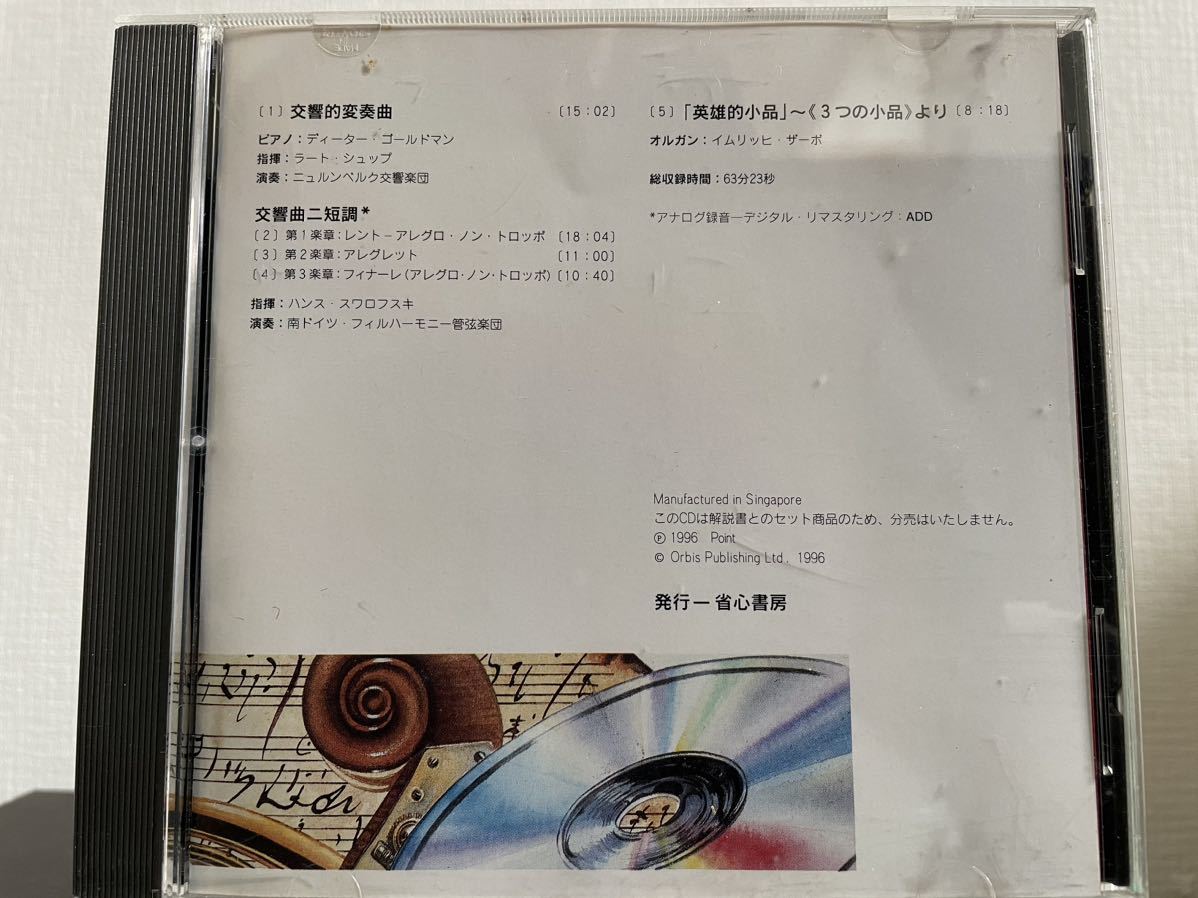 〔1〕交響的変奏曲 〔15:02〕
ピアノ:ディーター・ゴールドマン
指揮:ラート・シュップ
演奏:ニュルンベルク交響楽団
交響曲ニ短調*
〔2〕第1楽章:レント−アレグロ・ノン・トロッポ 〔18:04〕
〔3〕第2楽章:アレグレット 〔11:00〕
〔4〕第3楽章:フィナーレ(アレグロ・ノン・トロッポ)〔10:40〕
指揮:ハンス・スワロフスキ
演奏:南ドイツ・フィルハーモニー管弦楽団
〔5〕「英雄的小品」〜《3つの小品》より〔8:18〕
オルガン:イムリッヒ・ザーボ
総収録時間:63分23秒
*アナログ録音―デジタル・リマスタリング:ADD
Manufactured in Singapore
このCDは解説書とのセット商品のため、分売はいたしません。
℗ 1996 Point
© Orbis Publishing Ltd. 1996
発行―省心書房